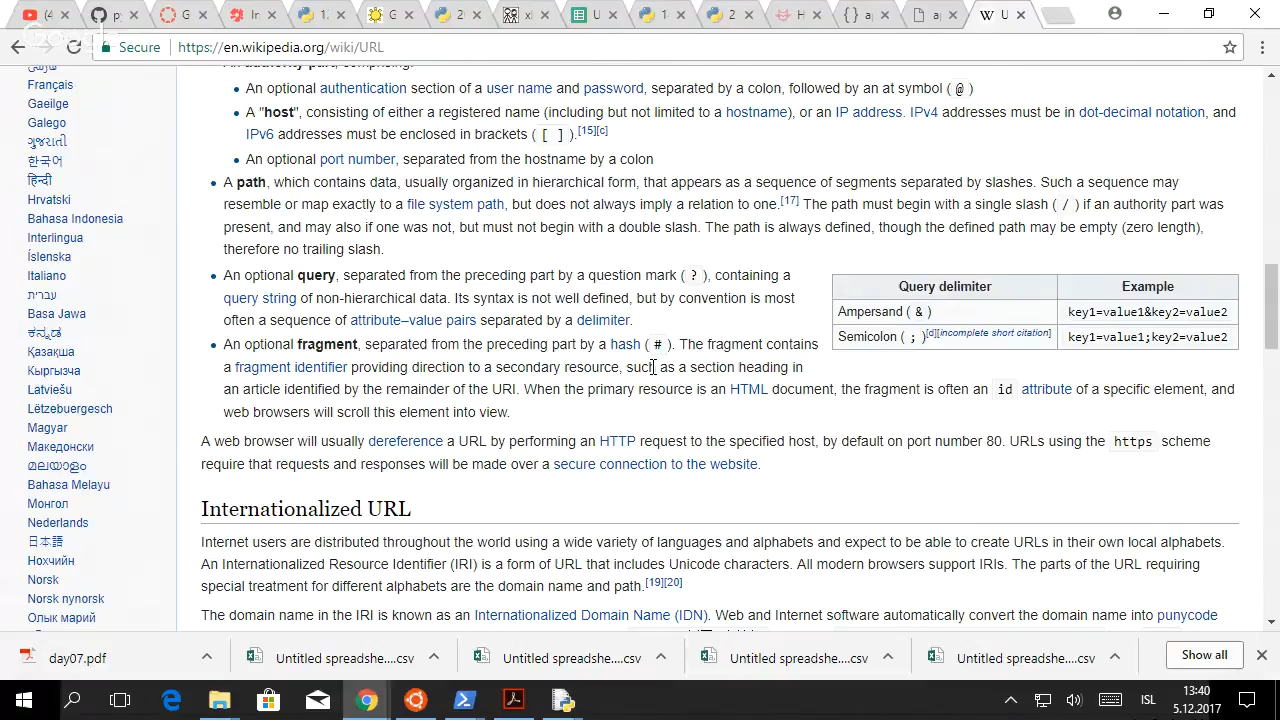 (4
p
G
In
1.
G
2
xl
U
1
2
H
aj
aj
U
Google
Secure
https://en.wikipedia.org/wiki/URL
Français
Gaeilge
Galego
ગુજરાતી
한국어
हिन्दी
Hrvatski
Bahasa Indonesia
Interlingua
Íslenska
Italiano
עברית
Basa Jawa
ಕನ್ನಡ
Қазақша
Кыргызча
Latviešu
Lëtzebuergesch
Magyar
Македонски
മലയാളം
Bahasa Melayu
Монгол
Nederlands
日本語
Нохчийн
Norsk
Norsk nynorsk
Олык марий
An authority part, comprising:
An optional authentication section of a user name and password, separated by a colon, followed by an at symbol ( @ )
A "host", consisting of either a registered name (including but not limited to a hostname), or an IP address. IPv4 addresses must be in dot-decimal notation, and
IPv6 addresses must be enclosed in brackets ( [ ] ).[15][c]
An optional port number, separated from the hostname by a colon
A path, which contains data, usually organized in hierarchical form, that appears as a sequence of segments separated by slashes. Such a sequence may
resemble or map exactly to a file system path, but does not always imply a relation to one.[17] The path must begin with a single slash ( / ) if an authority part was
present, and may also if one was not, but must not begin with a double slash. The path is always defined, though the defined path may be empty (zero length),
therefore no trailing slash.
An optional query, separated from the preceding part by a question mark ( ? ), containing a
query string of non-hierarchical data. Its syntax is not well defined, but by convention is most
often a sequence of attribute–value pairs separated by a delimiter.
Query delimiter Example
Ampersand ( & ) key1=value1&key2=value2
Semicolon ( ; )[d][incomplete short citation] key1=value1;key2=value2
An optional fragment, separated from the preceding part by a hash ( # ). The fragment contains
a fragment identifier providing direction to a secondary resource, such as a section heading in
an article identified by the remainder of the URI. When the primary resource is an HTML document, the fragment is often an id attribute of a specific element, and
web browsers will scroll this element into view.
A web browser will usually dereference a URL by performing an HTTP request to the specified host, by default on port number 80. URLs using the https scheme
require that requests and responses will be made over a secure connection to the website.
Internationalized URL
Internet users are distributed throughout the world using a wide variety of languages and alphabets and expect to be able to create URLs in their own local alphabets.
An Internationalized Resource Identifier (IRI) is a form of URL that includes Unicode characters. All modern browsers support IRIs. The parts of the URL requiring
special treatment for different alphabets are the domain name and path.[19][20]
The domain name in the IRI is known as an Internationalized Domain Name (IDN). Web and Internet software automatically convert the domain name into punycode
day07.pdf
Untitled spreadshe....csv
Untitled spreadshe....csv
Untitled spreadshe....csv
Untitled spreadshe....csv
Show all
ISL
13:40
5.12.2017